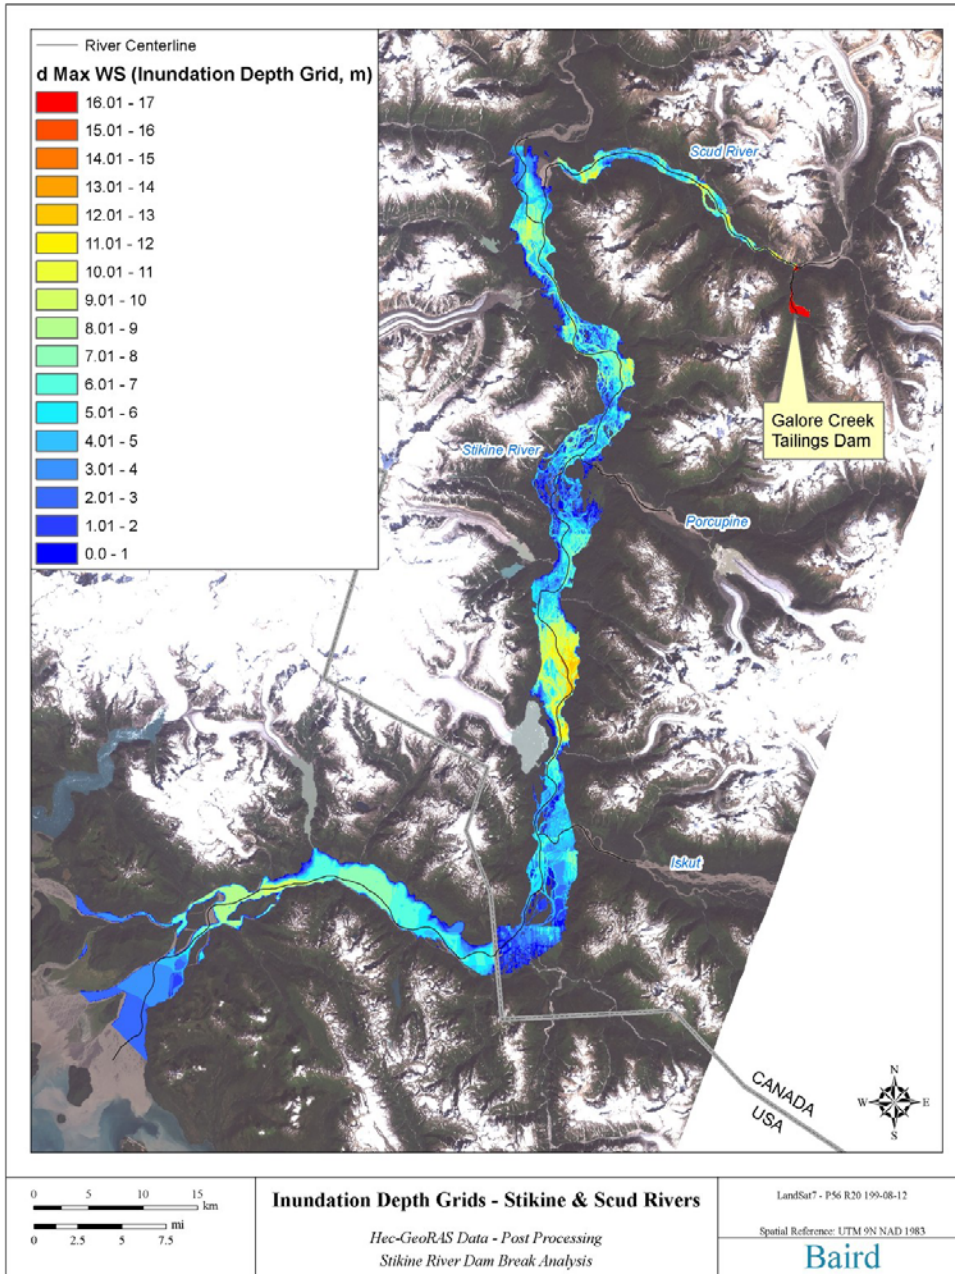 River Centerline
d Max WS (Inundation Depth Grid, m)
16.01 - 17
15.01 - 16
14.01 - 15
13.01 - 14
12.01 - 13
11.01 - 12
10.01 - 11
9.01 - 10
8.01 - 9
7.01 - 8
6.01 - 7
5.01 - 6
4.01 - 5
3.01 - 4
2.01 - 3
1.01 - 2
0.0 - 1
Scud River
Galore Creek
Tailings Dam
Stikine River
Porcupine
Iskut
CANADA
USA
N
W E
S
0 5 10 15
km
mi
0 2.5 5 7.5
Inundation Depth Grids - Stikine & Scud Rivers
Hec-GeoRAS Data - Post Processing
Stikine River Dam Break Analysis
LandSat7 - P56 R20 199-08-12
Spatial Reference: UTM 9N NAD 1983
Baird